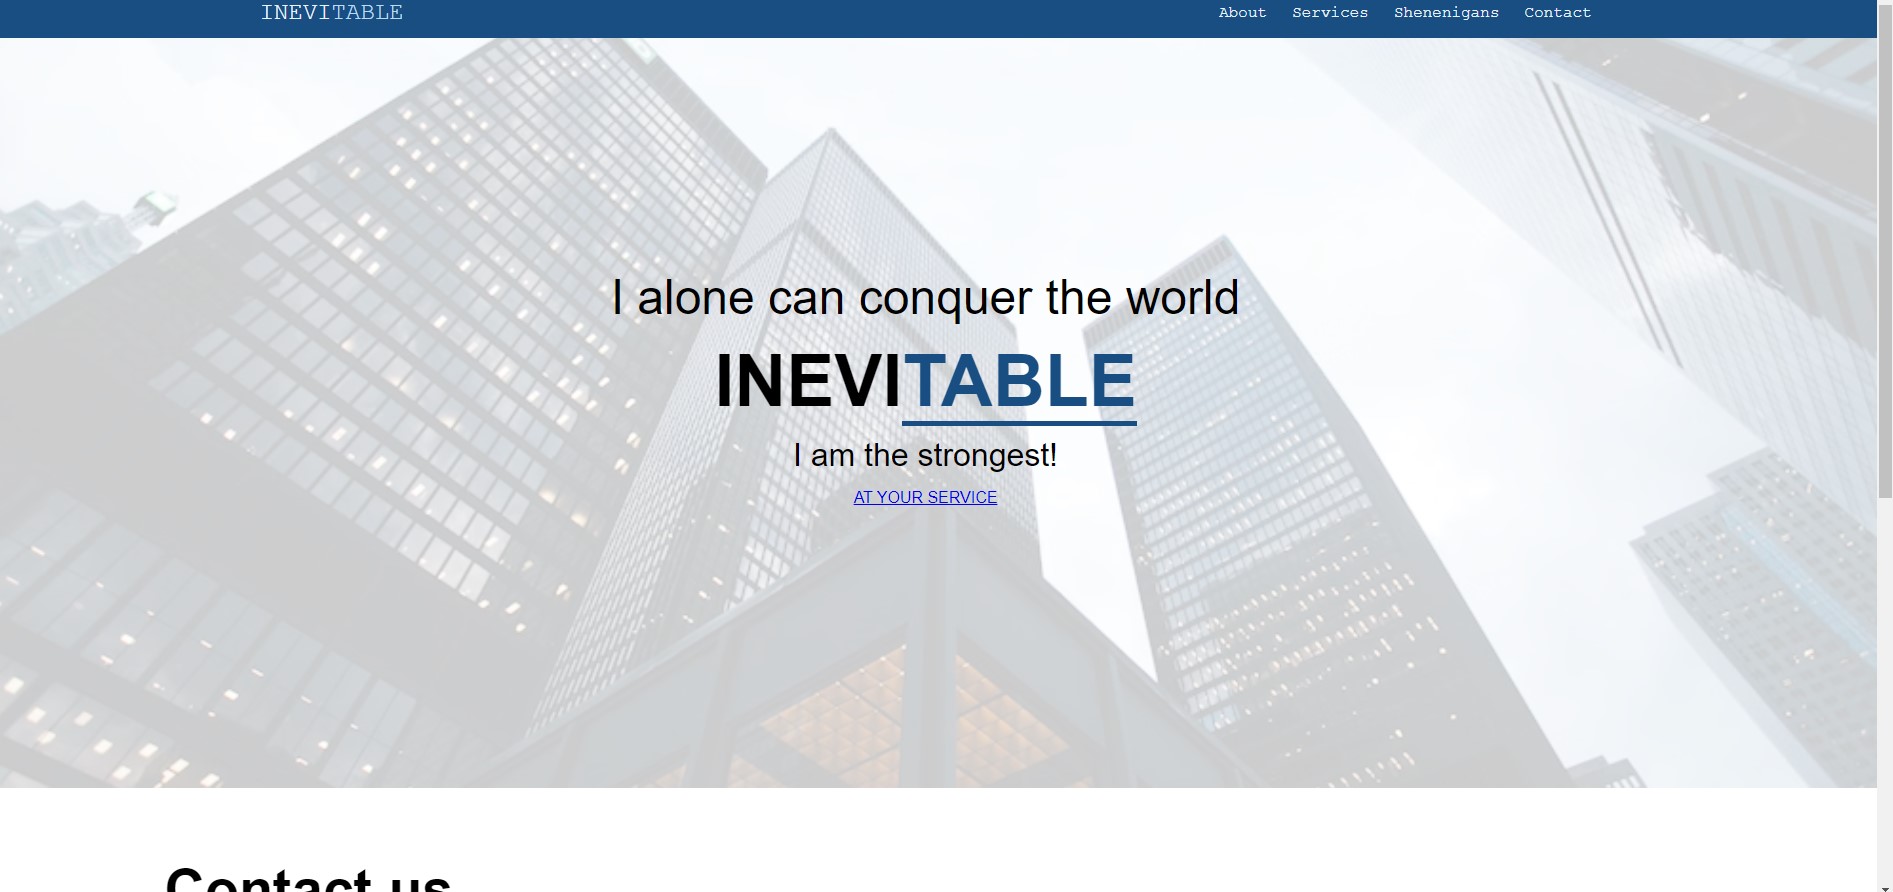 INEVITABLE
About Services Shenenigans Contact
I alone can conquer the world
INEVITABLE
I am the strongest!
AT YOUR SERVICE
Contact us